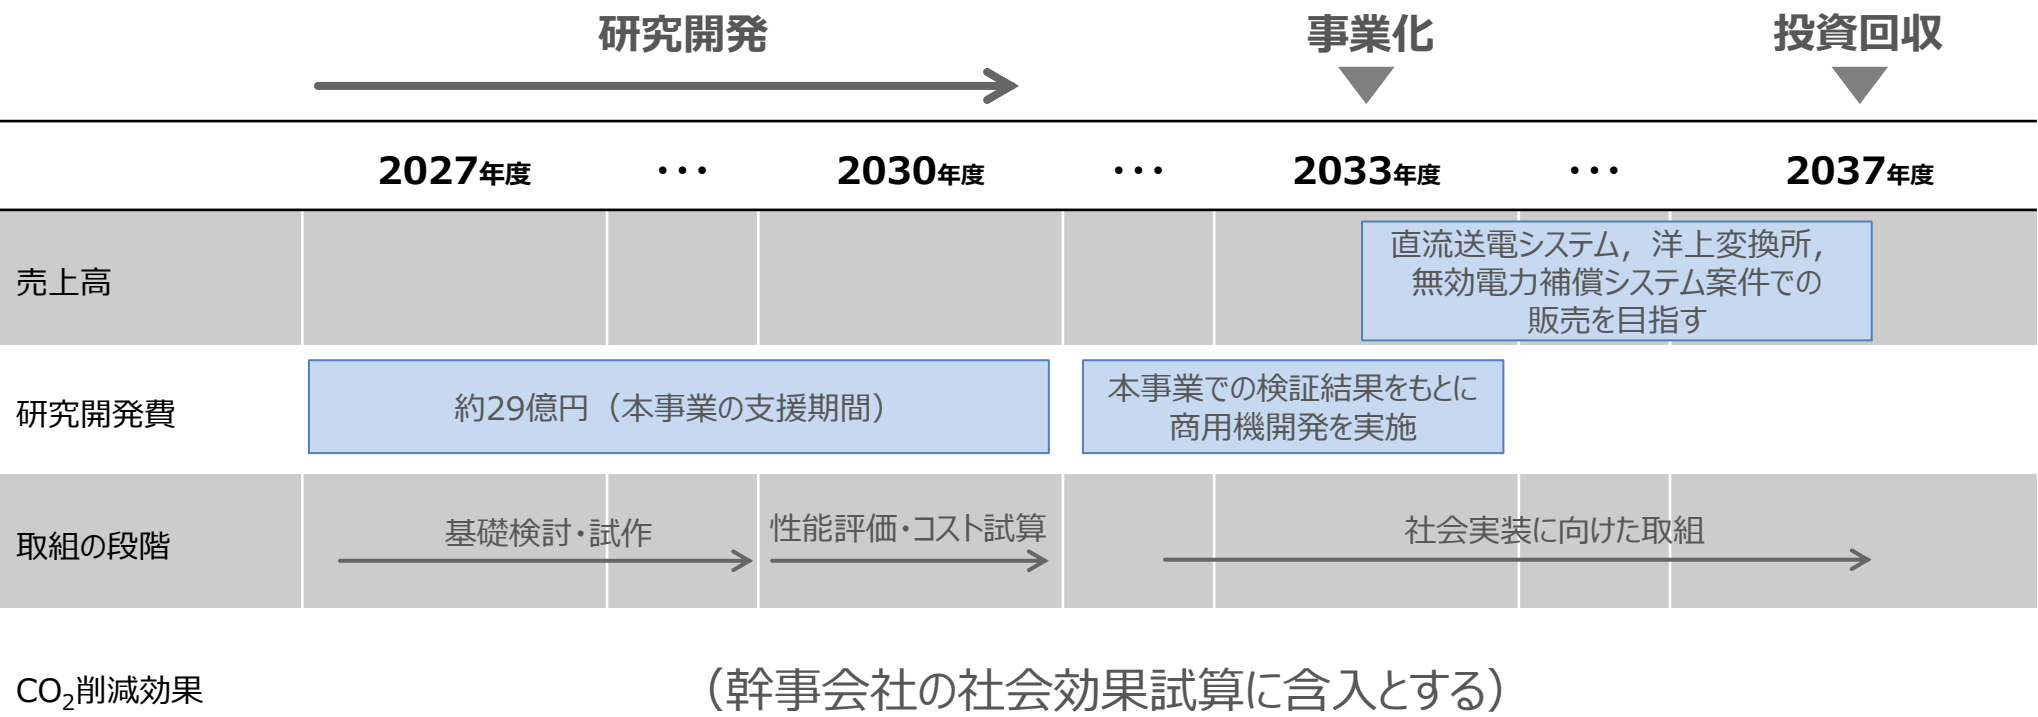 研究開発
事業化
投資回収
2027年度
･･･
2030年度
･･･
2033年度
･･･
2037年度
売上高
直流送電システム，洋上変換所，
無効電力補償システム案件での
販売を目指す
研究開発費
約29億円（本事業の支援期間）
本事業での検証結果をもとに
商用機開発を実施
取組の段階
基礎検討・試作
性能評価・コスト試算
社会実装に向けた取組
CO₂削減効果
（幹事会社の社会効果試算に含入とする）